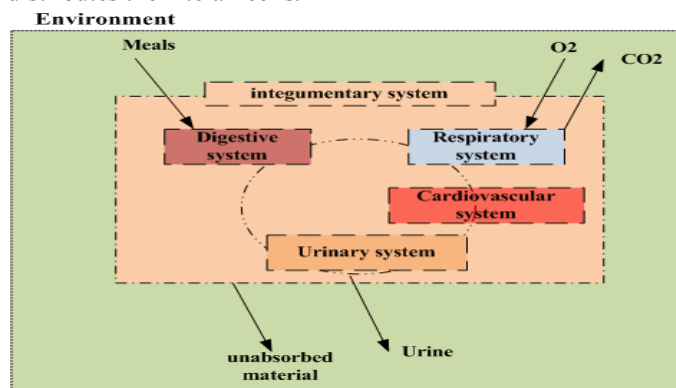 Environment
Meals
O2
CO2
integumentary system
Digestive
system
Respiratory
system
Cardiovascular
system
Urinary system
unabsorbed
material
Urine